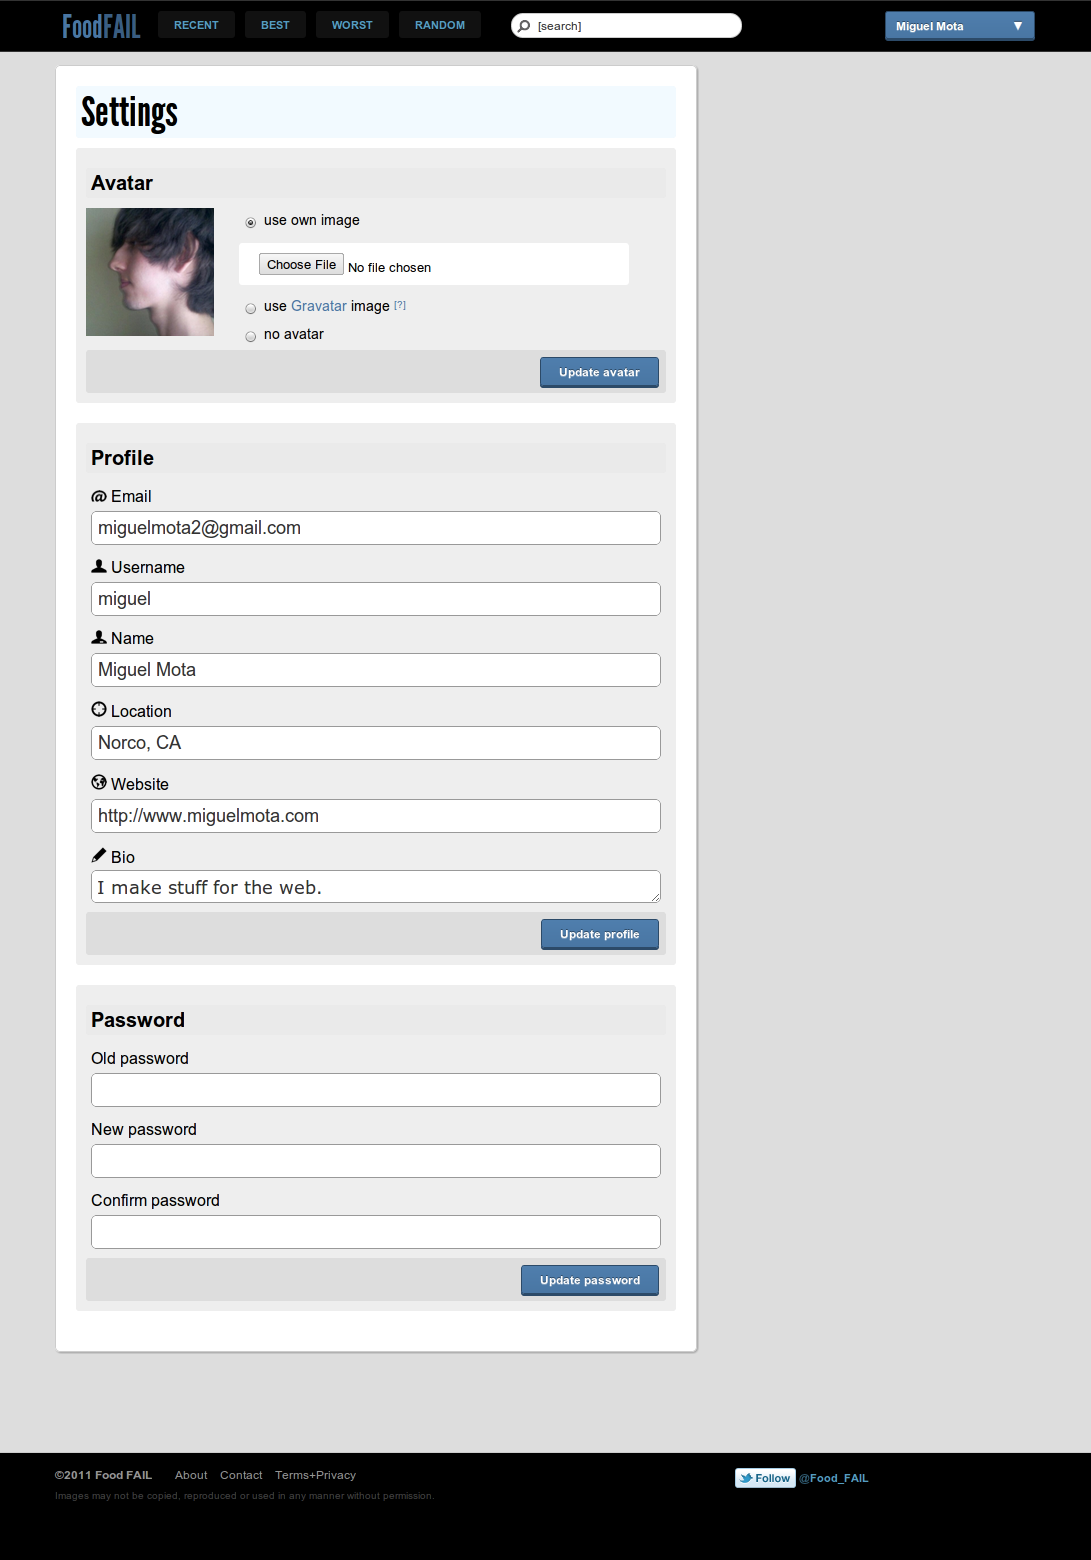 FoodFAIL RECENT BEST WORST RANDOM [search] Miguel Mota ▼
Settings
Avatar
use own image
Choose File No file chosen
use Gravatar image [?]
no avatar
Update avatar
Profile
Email
miguelmota2@gmail.com
Username
miguel
Name
Miguel Mota
Location
Norco, CA
Website
http://www.miguelmota.com
Bio
I make stuff for the web.
Update profile
Password
Old password
New password
Confirm password
Update password
©2011 Food FAIL About Contact Terms+Privacy Follow @Food_FAIL
Images may not be copied, reproduced or used in any manner without permission.